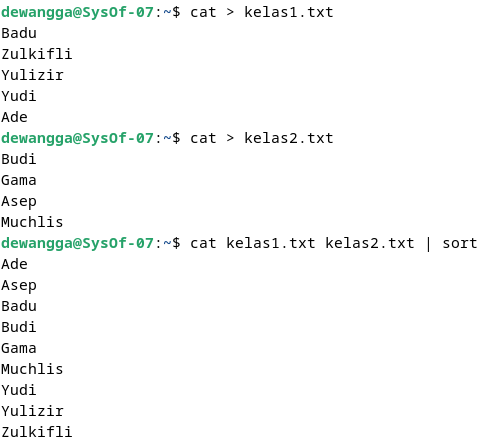 dewangga@SysOf-07:~$ cat > kelas1.txt
Badu
Zulkifli
Yulizir
Yudi
Ade
dewangga@SysOf-07:~$ cat > kelas2.txt
Budi
Gama
Asep
Muchlis
dewangga@SysOf-07:~$ cat kelas1.txt kelas2.txt | sort
Ade
Asep
Badu
Budi
Gama
Muchlis
Yudi
Yulizir
Zulkifli